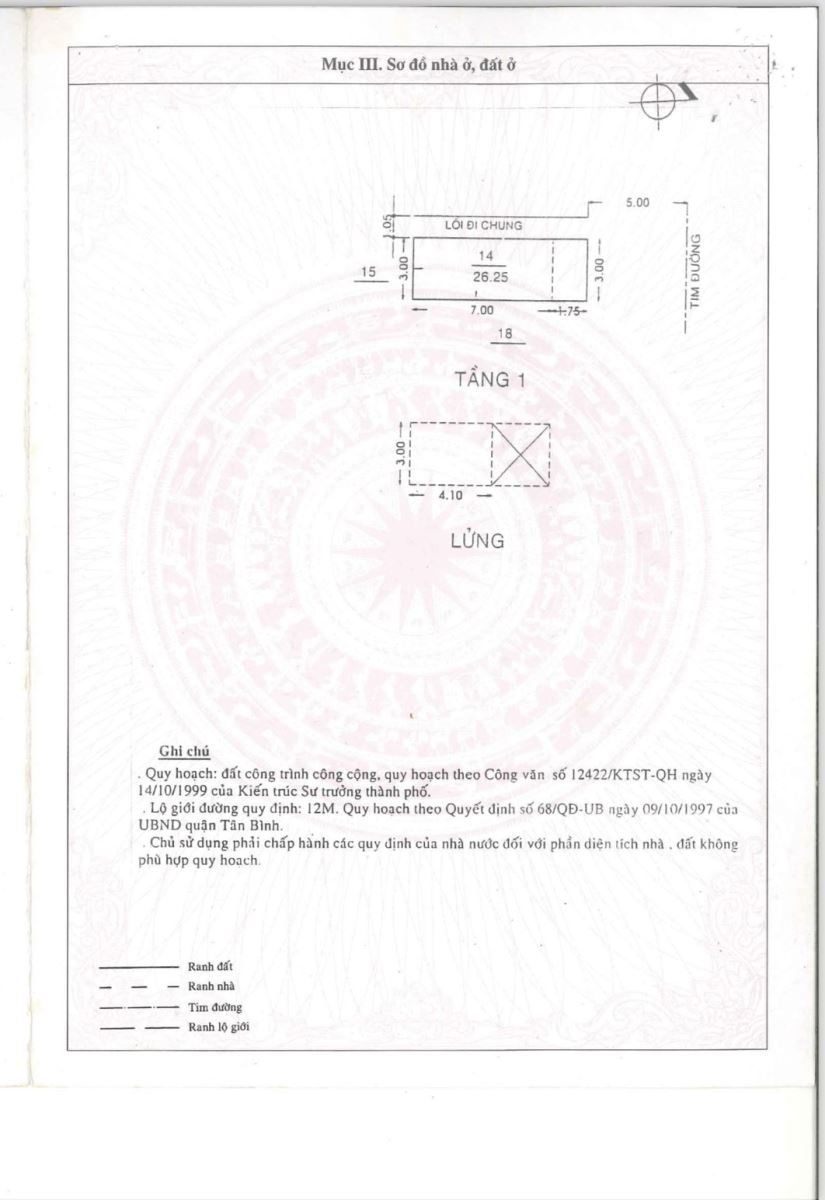 Mục III. Sơ đồ nhà ở, đất ở
5.00
1.05
LỐI ĐI CHUNG
TIM ĐƯỜNG
15
3.00
14
26.25
3.00
7.00
1.75
18
TẦNG 1
3.00
4.10
LỬNG
Ghi chú
. Quy hoạch: đất công trình công cộng, quy hoạch theo Công văn số 12422/KTST-QH ngày
14/10/1999 của Kiến trúc Sư trưởng thành phố.
. Lộ giới đường quy định: 12M. Quy hoạch theo Quyết định số 68/QĐ-UB ngày 09/10/1997 của
UBND quận Tân Bình.
. Chủ sử dụng phải chấp hành các quy định của nhà nước đối với phần diện tích nhà . đất không
phù hợp quy hoạch.
Ranh đất
Ranh nhà
Tim đường
Ranh lộ giới